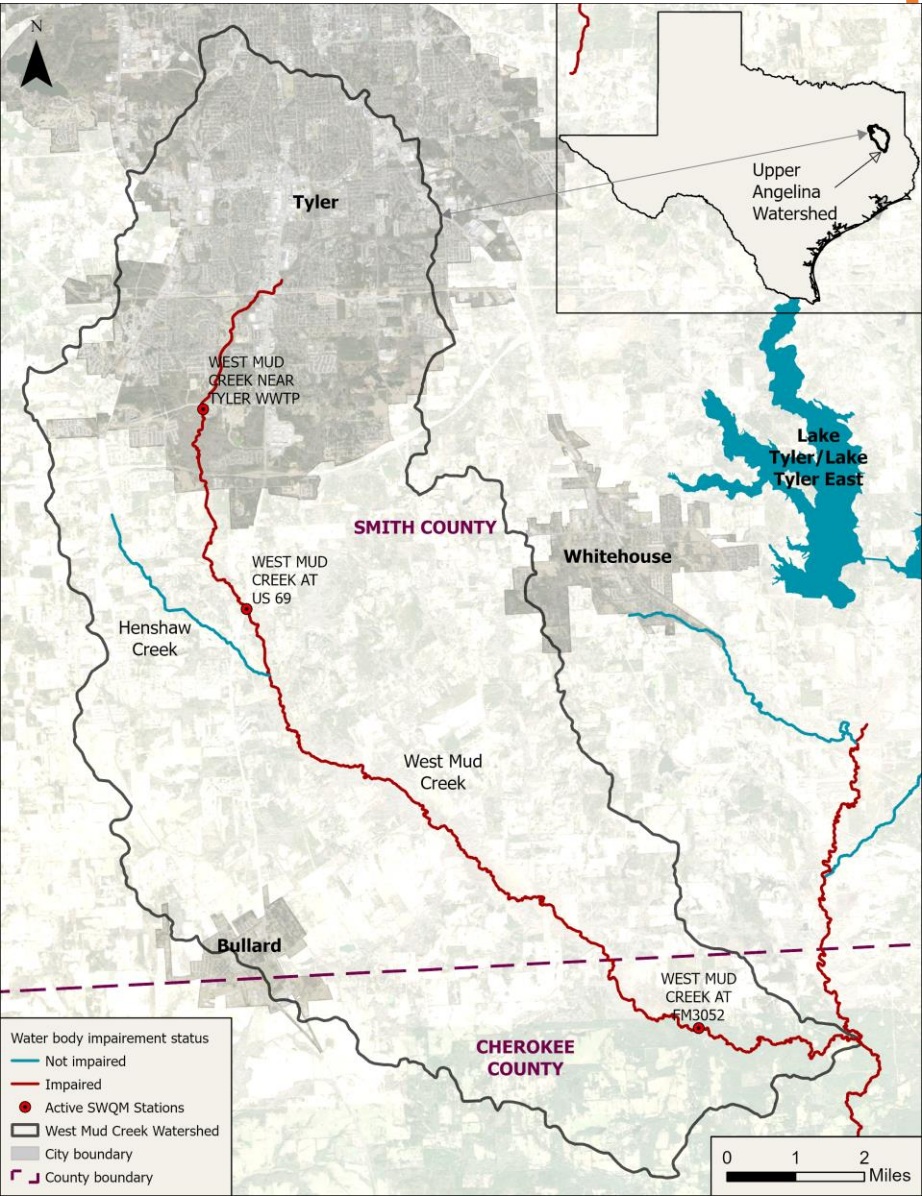 N
Tyler
Upper
Angelina
Watershed
WEST MUD
CREEK NEAR
TYLER WWTP
Lake
Tyler/Lake
Tyler East
SMITH COUNTY
Whitehouse
WEST MUD
CREEK AT
US 69
Henshaw
Creek
West Mud
Creek
Bullard
WEST MUD
CREEK AT
FM3052
CHEROKEE
COUNTY
Water body impairement status
Not impaired
Impaired
Active SWQM Stations
West Mud Creek Watershed
City boundary
County boundary
0 1 2
Miles